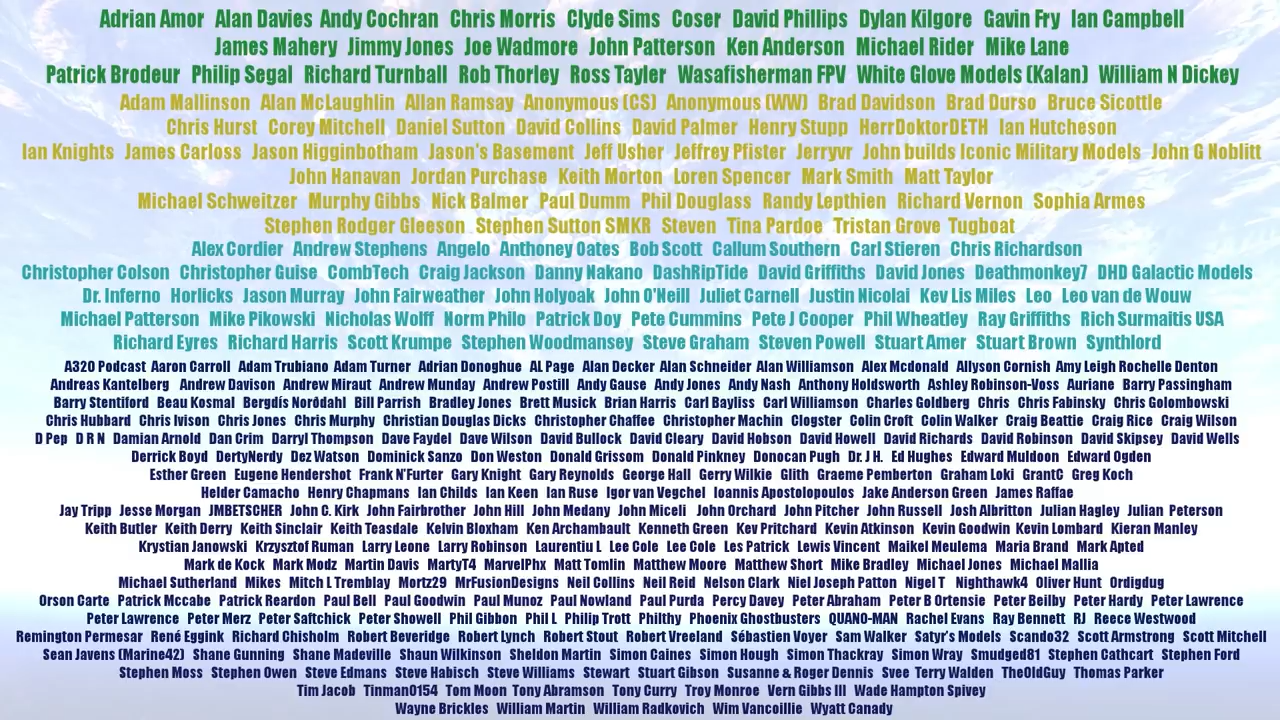 Adrian Amor Alan Davies Andy Cochran Chris Morris Clyde Sims Coser David Phillips Dylan Kilgore Gavin Fry Ian Campbell
James Mahery Jimmy Jones Joe Wadmore John Patterson Ken Anderson Michael Rider Mike Lane
Patrick Brodeur Philip Segal Richard Turnball Rob Thorley Ross Tayler Wasafisherman FPV White Glove Models (Kalan) William N Dickey
Adam Mallinson Alan McLaughlin Allan Ramsay Anonymous (CS) Anonymous (WW) Brad Davidson Brad Durso Bruce Sicottle
Chris Hurst Corey Mitchell Daniel Sutton David Collins David Palmer Henry Stupp HerrDoktorDETH Ian Hutcheson
Ian Knights James Carloss Jason Higginbotham Jason's Basement Jeff Usher Jeffrey Pfister Jerryvr John builds Iconic Military Models John G Noblitt
John Hanavan Jordan Purchase Keith Morton Loren Spencer Mark Smith Matt Taylor
Michael Schweitzer Murphy Gibbs Nick Balmer Paul Dumm Phil Douglass Randy Lepthien Richard Vernon Sophia Armes
Stephen Rodger Gleeson Stephen Sutton SMKR Steven Tina Pardoe Tristan Grove Tugboat
Alex Cordier Andrew Stephens Angelo Anthoney Oates Bob Scott Callum Southern Carl Stieren Chris Richardson
Christopher Colson Christopher Guise CombTech Craig Jackson Danny Nakano DashRipTide David Griffiths David Jones Deathmonkey7 DHD Galactic Models
Dr. Inferno Horlicks Jason Murray John Fairweather John Holyoak John O'Neill Juliet Carnell Justin Nicolai Kev Lis Miles Leo Leo van de Wouw
Michael Patterson Mike Pikowski Nicholas Wolff Norm Philo Patrick Doy Pete Cummins Pete J Cooper Phil Wheatley Ray Griffiths Rich Surmaitis USA
Richard Eyres Richard Harris Scott Krumpe Stephen Woodmansey Steve Graham Steven Powell Stuart Amer Stuart Brown Synthlord
A320 Podcast Aaron Carroll Adam Trubiano Adam Turner Adrian Donoghue AL Page Alan Decker Alan Schneider Alan Williamson Alex Mcdonald Allyson Cornish Amy Leigh Rochelle Denton
Andreas Kantelberg Andrew Davison Andrew Miraut Andrew Munday Andrew Postill Andy Gause Andy Jones Andy Nash Anthony Holdsworth Ashley Robinson-Voss Auriane Barry Passingham
Barry Stentiford Beau Kosmal Bergdís Norðdahl Bill Parrish Bradley Jones Brett Musick Brian Harris Carl Bayliss Carl Williamson Charles Goldberg Chris Chris Fabinsky Chris Golombowski
Chris Hubbard Chris Ivison Chris Jones Chris Murphy Christian Douglas Dicks Christopher Chaffee Christopher Machin Clogster Colin Croft Colin Walker Craig Beattie Craig Rice Craig Wilson
D Pep D R N Damian Arnold Dan Crim Darryl Thompson Dave Faydel Dave Wilson David Bullock David Cleary David Hobson David Howell David Richards David Robinson David Skipsey David Wells
Derrick Boyd DertyNerdy Dez Watson Dominick Sanzo Don Weston Donald Grissom Donald Pinkney Donocan Pugh Dr. J H. Ed Hughes Edward Muldoon Edward Ogden
Esther Green Eugene Hendershot Frank N'Furter Gary Knight Gary Reynolds George Hall Gerry Wilkie Glith Graeme Pemberton Graham Loki GrantC Greg Koch
Helder Camacho Henry Chapmans Ian Childs Ian Keen Ian Ruse Igor van Vegchel Ioannis Apostolopoulos Jake Anderson Green James Raffae
Jay Tripp Jesse Morgan JMBETSCHER John C. Kirk John Fairbrother John Hill John Medany John Miceli John Orchard John Pitcher John Russell Josh Albritton Julian Hagley Julian Peterson
Keith Butler Keith Derry Keith Sinclair Keith Teasdale Kelvin Bloxham Ken Archambault Kenneth Green Kev Pritchard Kevin Atkinson Kevin Goodwin Kevin Lombard Kieran Manley
Krystian Janowski Krzysztof Ruman Larry Leone Larry Robinson Laurentiu L Lee Cole Lee Cole Les Patrick Lewis Vincent Maikel Meulema Maria Brand Mark Apted
Mark de Kock Mark Modz Martin Davis MartyT4 MarvelPhx Matt Tomlin Matthew Moore Matthew Short Mike Bradley Michael Jones Michael Mallia
Michael Sutherland Mikes Mitch L Tremblay Mortz29 MrFusionDesigns Neil Collins Neil Reid Nelson Clark Niel Joseph Patton Nigel T Nighthawk4 Oliver Hunt Ordigdug
Orson Carte Patrick Mccabe Patrick Reardon Paul Bell Paul Goodwin Paul Munoz Paul Nowland Paul Purda Percy Davey Peter Abraham Peter B Ortensie Peter Beilby Peter Hardy Peter Lawrence
Peter Lawrence Peter Merz Peter Saftchick Peter Showell Phil Gibbon Phil L Philip Trott Philthy Phoenix Ghostbusters QUANO-MAN Rachel Evans Ray Bennett RJ Reece Westwood
Remington Permesar René Eggink Richard Chisholm Robert Beveridge Robert Lynch Robert Stout Robert Vreeland Sébastien Voyer Sam Walker Satyr's Models Scando32 Scott Armstrong Scott Mitchell
Sean Javens (Marine42) Shane Gunning Shane Madeville Shaun Wilkinson Sheldon Martin Simon Caines Simon Hough Simon Thackray Simon Wray Smudged81 Stephen Cathcart Stephen Ford
Stephen Moss Stephen Owen Steve Edmans Steve Habisch Steve Williams Stewart Stuart Gibson Susanne & Roger Dennis Svee Terry Walden TheOldGuy Thomas Parker
Tim Jacob Tinman0154 Tom Moon Tony Abramson Tony Curry Troy Monroe Vern Gibbs III Wade Hampton Spivey
Wayne Brickles William Martin William Radkovich Wim Vancoillie Wyatt Canady